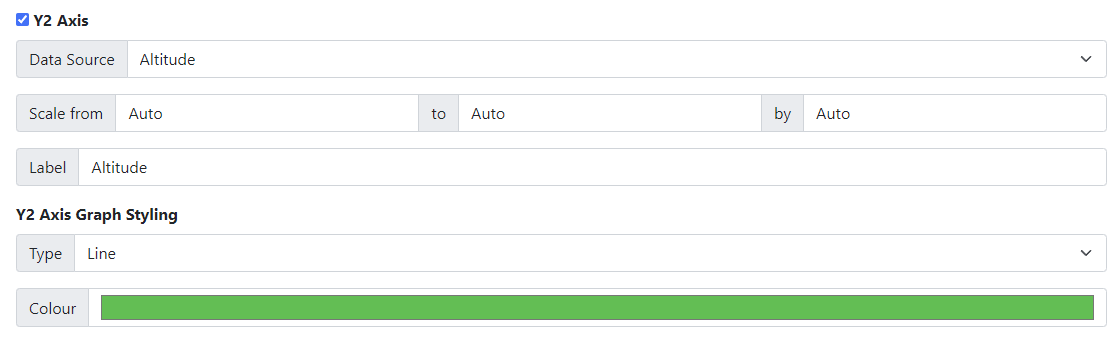 Y2 Axis
Data Source Altitude
Scale from Auto to Auto by Auto
Label Altitude
Y2 Axis Graph Styling
Type Line
Colour